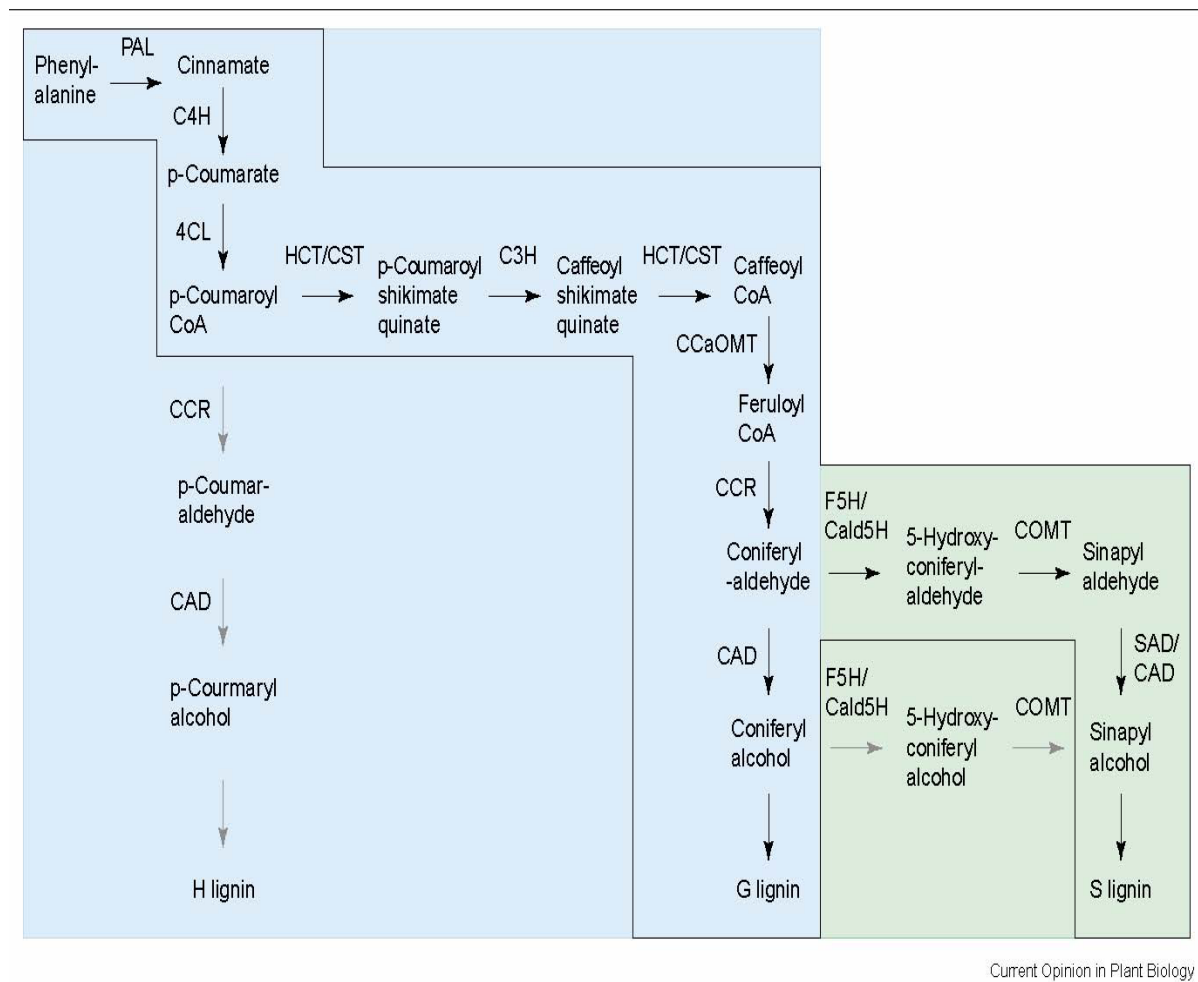 PAL
Phenyl-
alanine
Cinnamate
C4H
p-Coumarate
4CL
p-Coumaroyl
CoA
HCT/CST
p-Coumaroyl
shikimate
quinate
C3H
Caffeoyl
shikimate
quinate
HCT/CST
Caffeoyl
CoA
CCaOMT
Feruloyl
CoA
CCR
p-Coumar-
aldehyde
CAD
p-Courmaryl
alcohol
H lignin
CCR
Coniferyl
-aldehyde
CAD
Coniferyl
alcohol
G lignin
F5H/
Cald5H
5-Hydroxy-
coniferyl-
aldehyde
COMT
Sinapyl
aldehyde
SAD/
CAD
F5H/
Cald5H
5-Hydroxy-
coniferyl
alcohol
COMT
Sinapyl
alcohol
S lignin
Current Opinion in Plant Biology